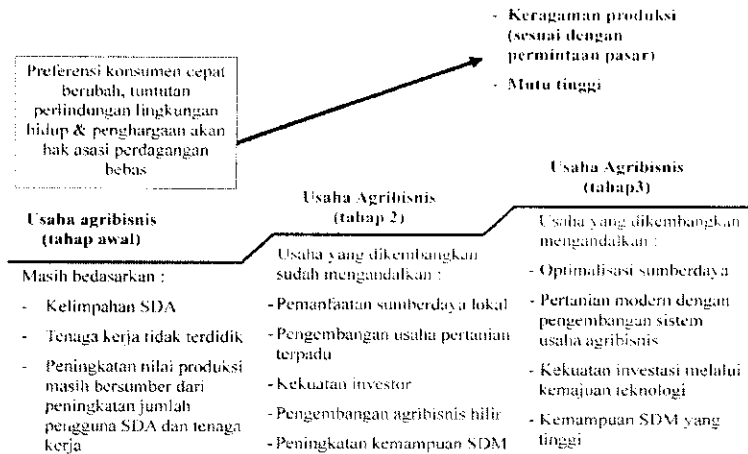 - Keragaman produksi
(sesuai dengan
permintaan pasar)
- Mutu tinggi
Preferensi konsumen cepat
berubah, tuntutan
perlindungan lingkungan
hidup & penghargaan akan
hak asasi perdagangan
bebas
Usaha agribisnis
(tahap awal)
Masih bedasarkan :
- Kelimpahan SDA
- Tenaga kerja tidak terdidik
- Peningkatan nilai produksi
masih bersumber dari
peningkatan jumlah
pengguna SDA dan tenaga
kerja
Usaha Agribisnis
(tahap 2)
Usaha yang dikembangkan
sudah mengandalkan :
- Pemanfaatan sumberdaya lokal
- Pengembangan usaha pertanian
terpadu
- Kekuatan investor
- Pengembangan agribisnis hilir
- Peningkatan kemampuan SDM
Usaha Agribisnis
(tahap3)
Usaha yang dikembangkan
mengandalkan :
- Optimalisasi sumberdaya
- Pertanian modern dengan
pengembangan sistem
usaha agribisnis
- Kekuatan investasi melalui
kemajuan teknologi
- Kemampuan SDM yang
tinggi